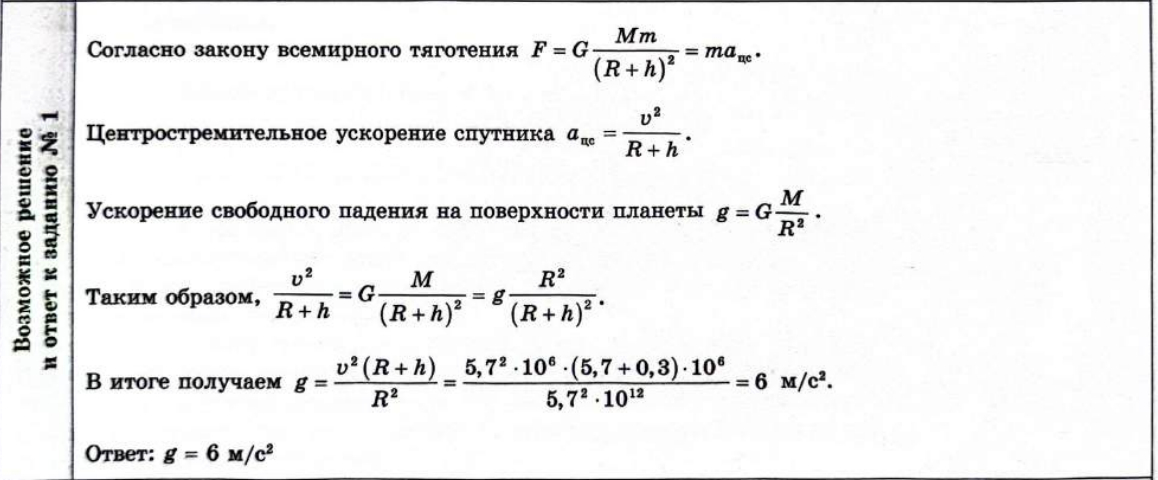 Возможное решение
и ответ к заданию № 1
Согласно закону всемирного тяготения F = G Mm/(R + h)² = ma_цс.
Центростремительное ускорение спутника a_цс = υ²/(R + h).
Ускорение свободного падения на поверхности планеты g = G M/R².
Таким образом, υ²/(R + h) = G M/(R + h)² = g R²/(R + h)².
В итоге получаем g = υ²(R + h)/R² = 5,7² · 10⁶ · (5,7 + 0,3) · 10⁶/5,7² · 10¹² = 6 м/с².
Ответ: g = 6 м/с²